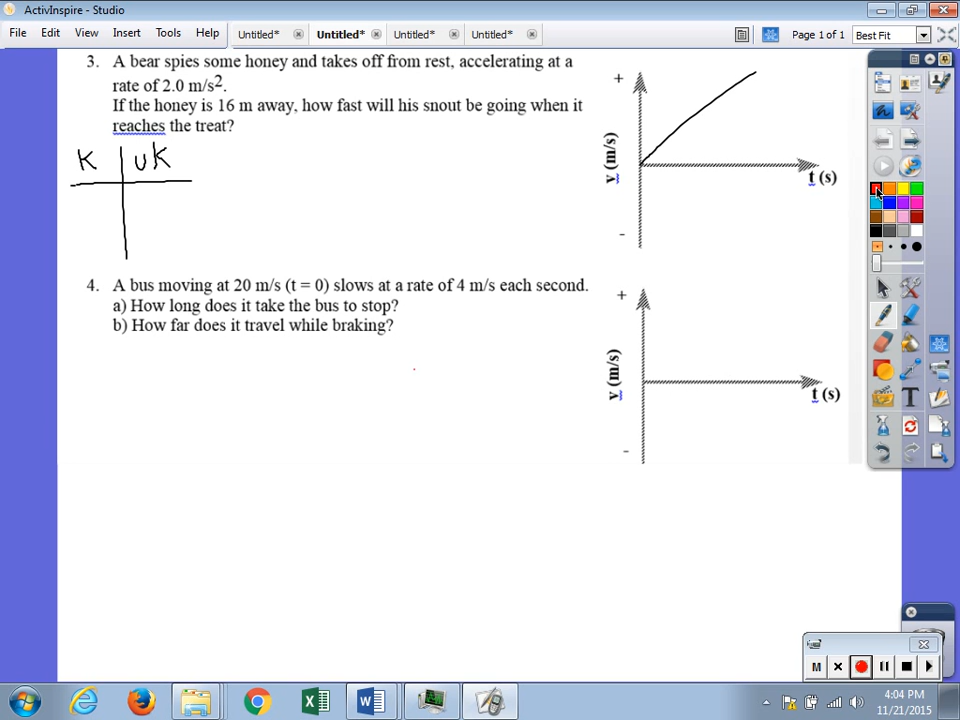 ActivInspire - Studio
File Edit View Insert Tools Help
Untitled* Untitled* Untitled* Untitled*
Page 1 of 1 Best Fit
3. A bear spies some honey and takes off from rest, accelerating at a
rate of 2.0 m/s2.
If the honey is 16 m away, how fast will his snout be going when it
reaches the treat?
K UK
+
v (m/s)
t (s)
-
4. A bus moving at 20 m/s (t = 0) slows at a rate of 4 m/s each second.
a) How long does it take the bus to stop?
b) How far does it travel while braking?
+
v (m/s)
t (s)
-
T
M
4:04 PM
11/21/2015